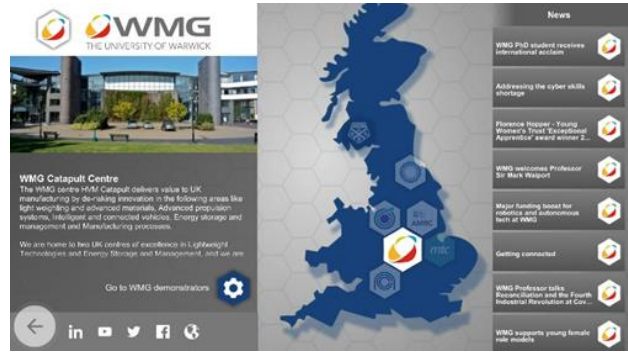 WMG
THE UNIVERSITY OF WARWICK
WMG Catapult Centre
The WMG centre HVM Catapult delivers value to UK
manufacturing by de-risking innovation in the following areas like
light weighting and advanced materials, Advanced propulsion
systems, Intelligent and connected vehicles, Energy storage and
management and Manufacturing processes.
We are home to two UK centres of excellence in Lightweight
Technologies and Energy Storage and Management, and we are
Go to WMG demonstrators
in
AMRC
mtc
News
WMG PhD student receives
international acclaim
Addressing the cyber skills
shortage
Florence Hopper - Young
Women's Trust 'Exceptional
Apprentice' award winner 2...
WMG welcomes Professor
Sir Mark Walport
Major funding boost for
robotics and autonomous
tech at WMG
Getting connected
WMG Professor talks
Reconciliation and the Fourth
Industrial Revolution at Cov...
WMG supports young female
role models